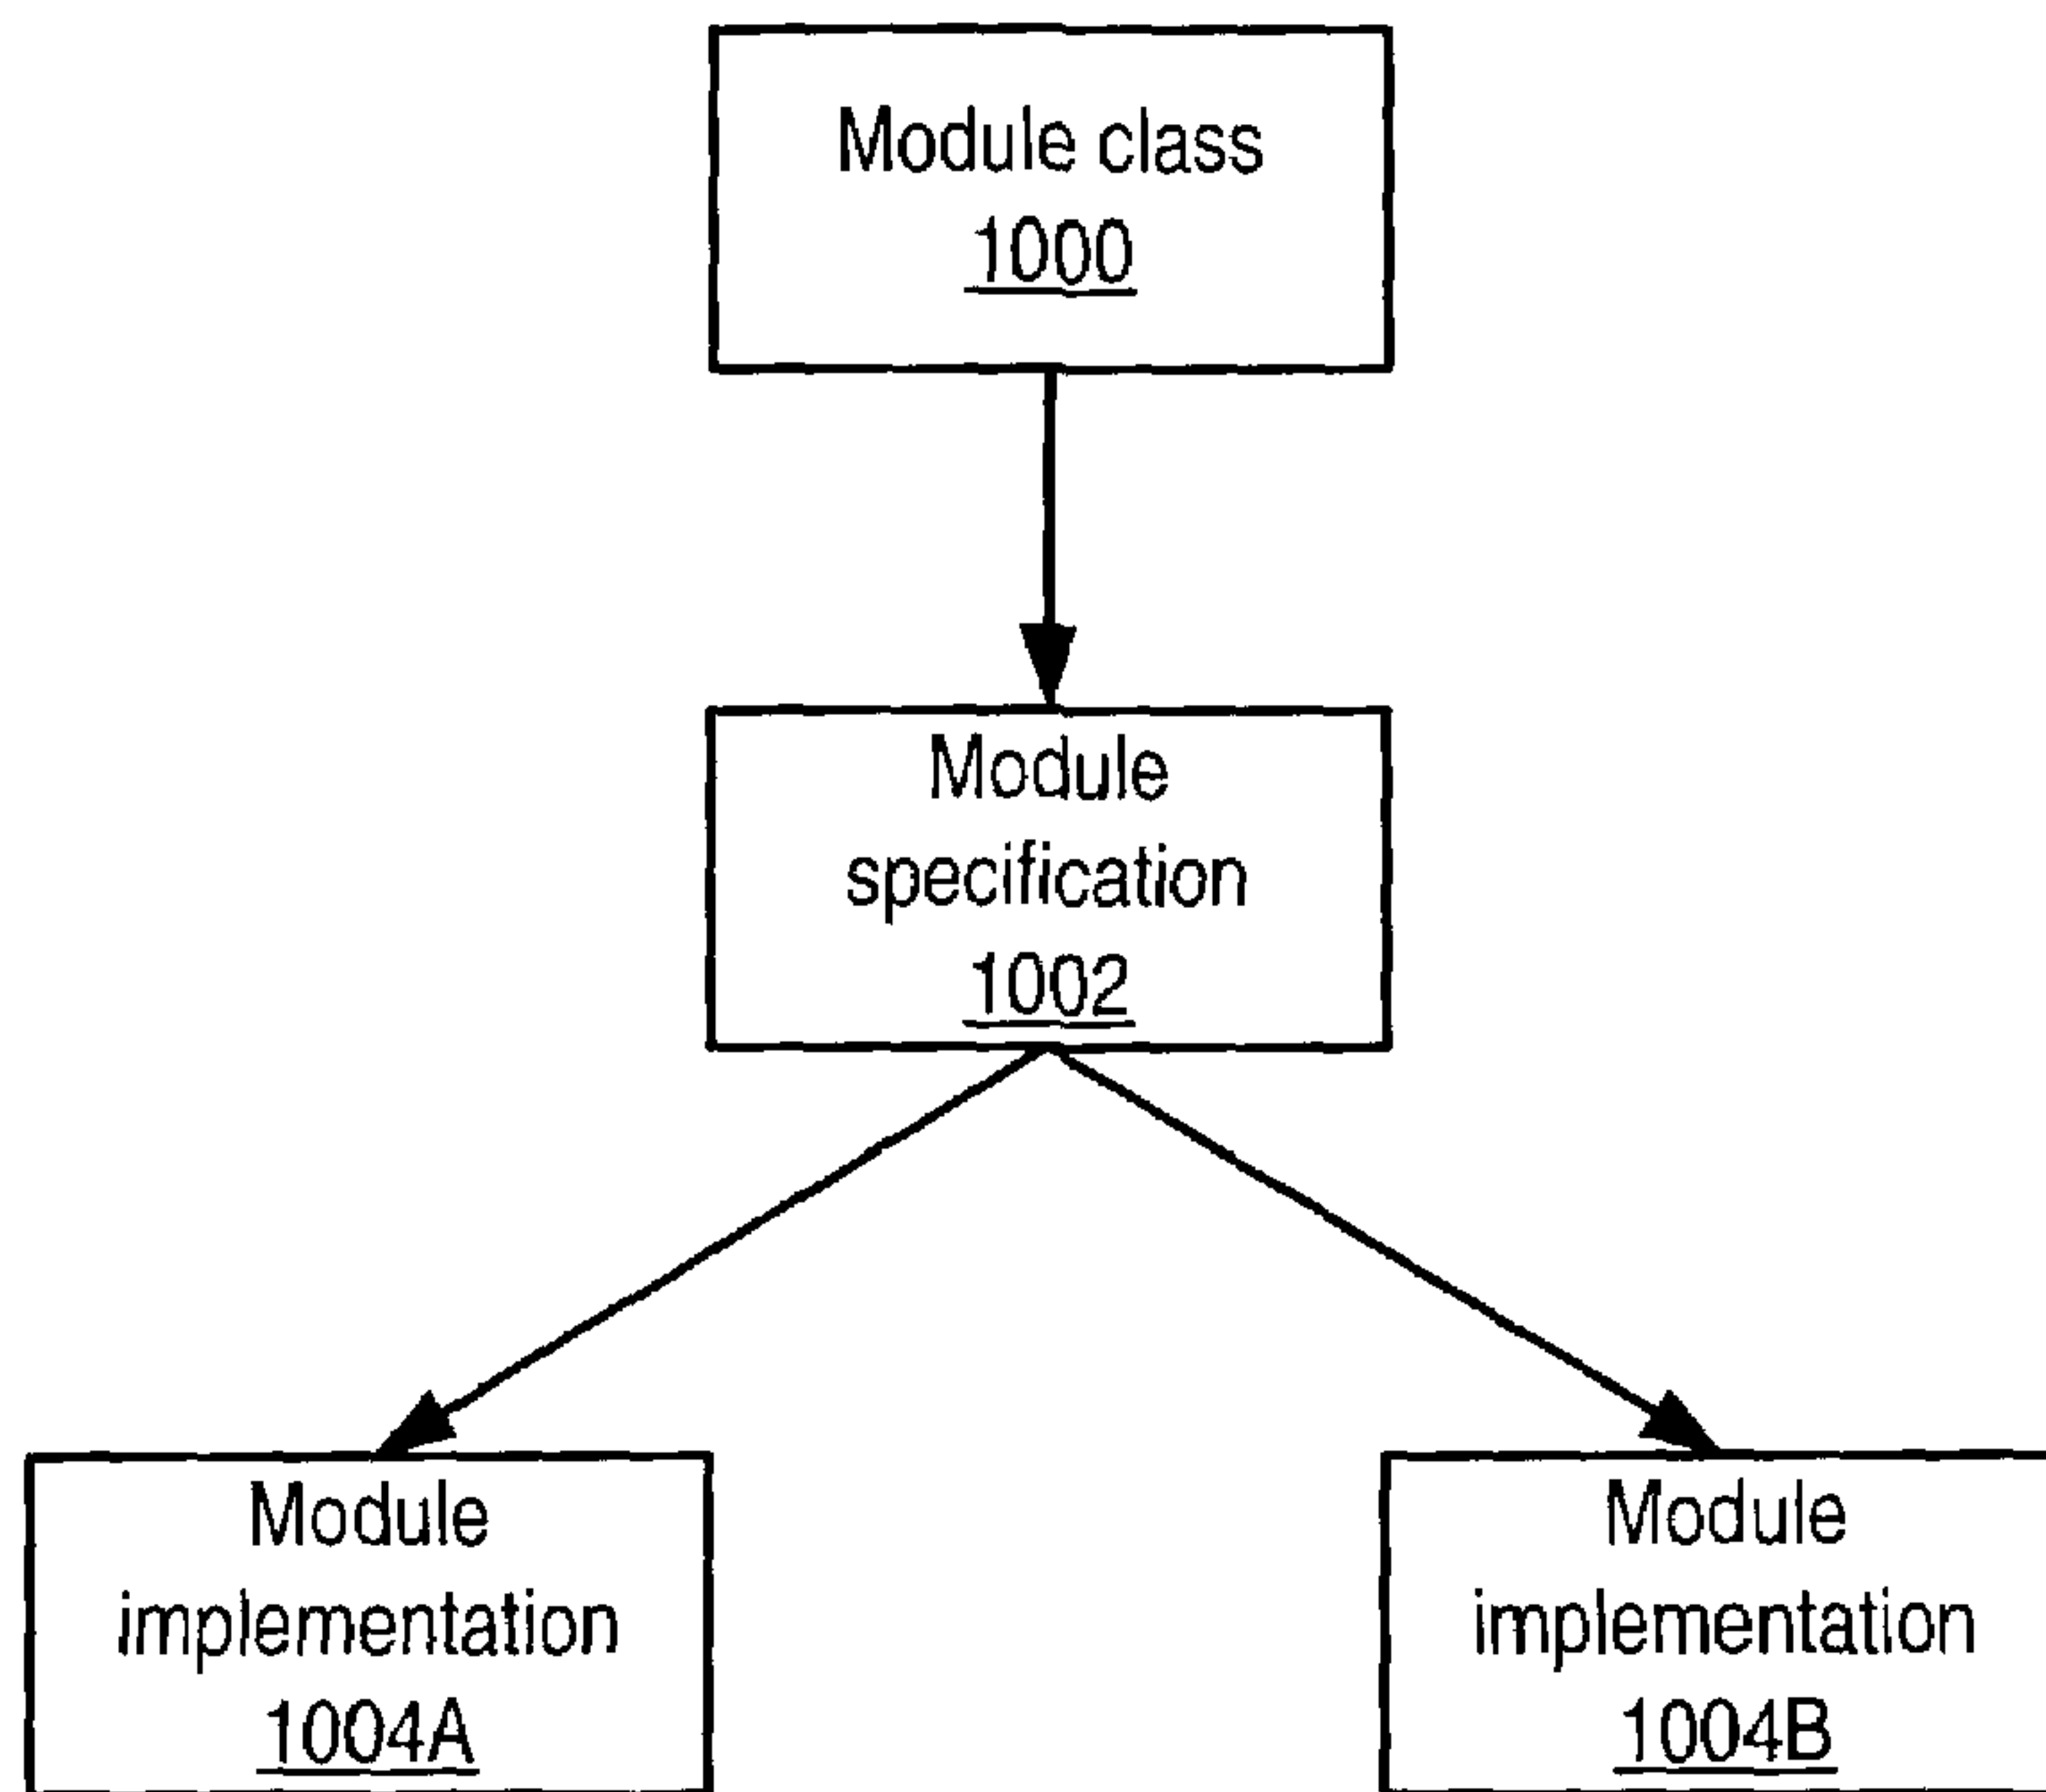 Module class
1000
Module
specification
1002
Module
implementation
1004A
Module
implementation
1004B